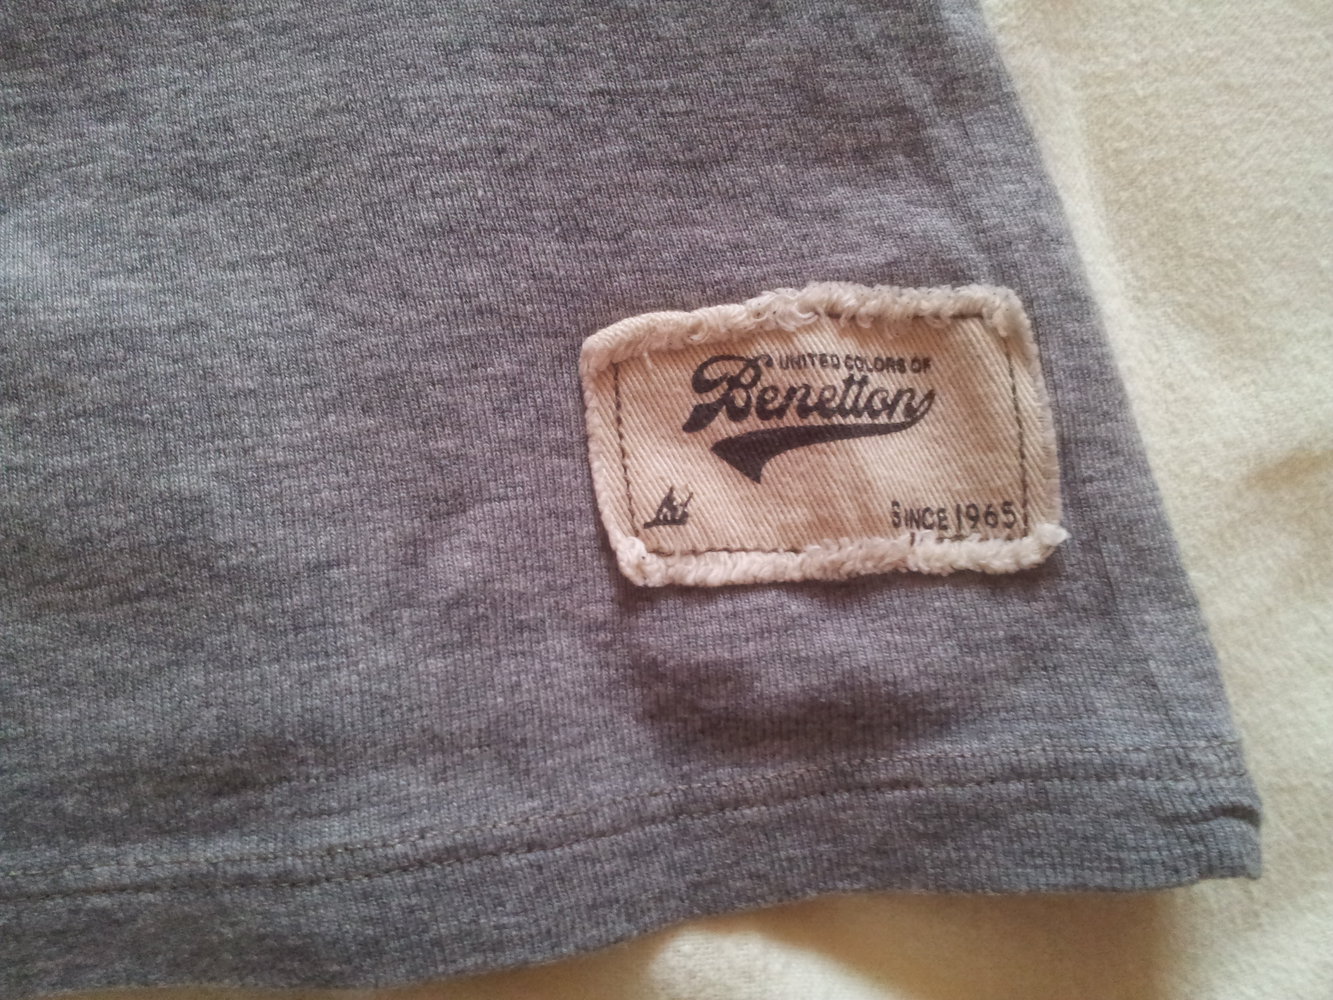 UNITED COLORS OF
Benetton
SINCE 1965